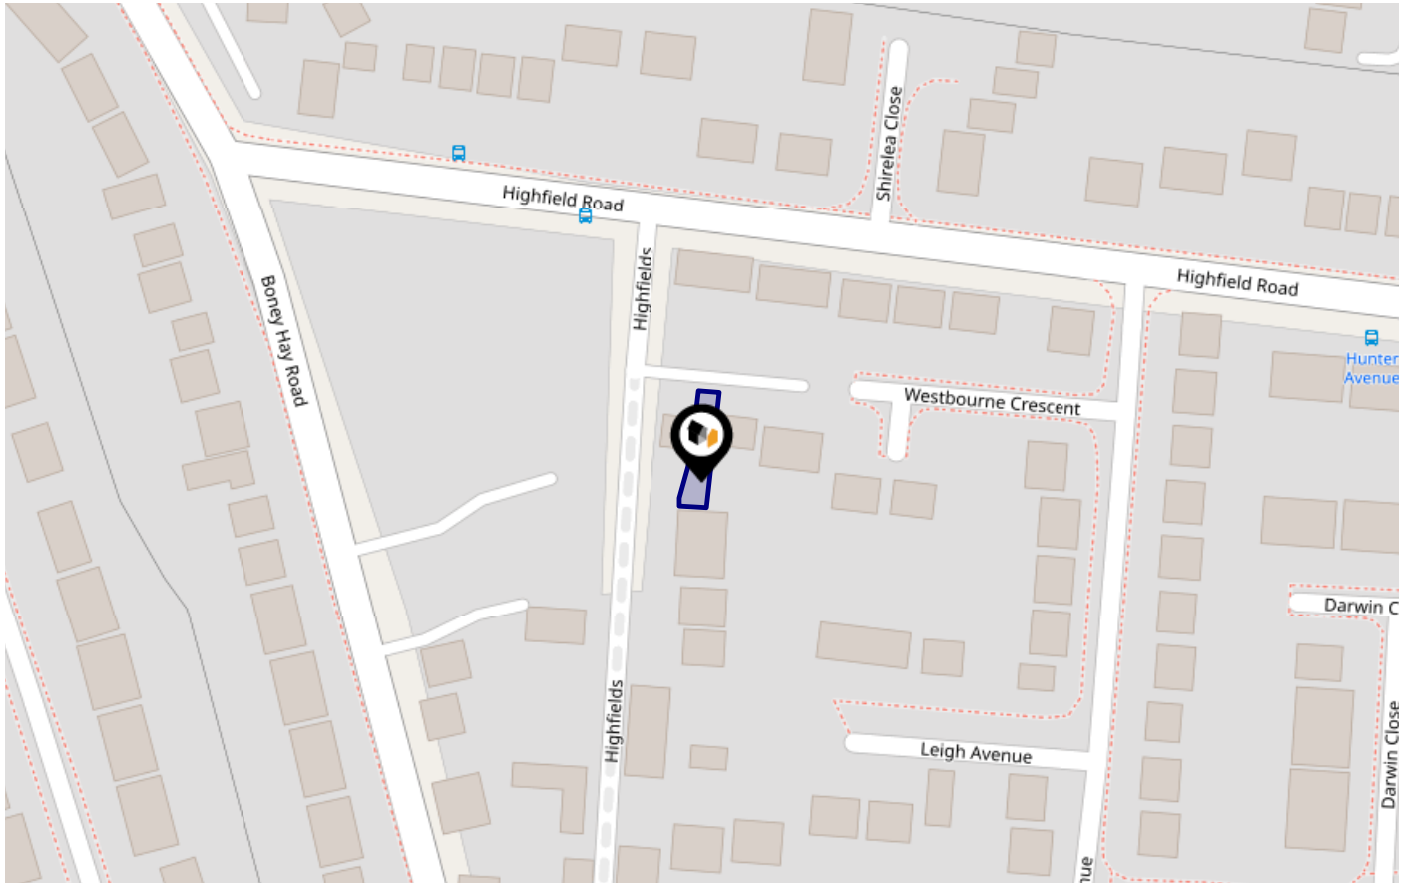 Shirelea Close
Highfield Road
Highfields
Highfield Road
Boney Hay Road
Hunter
Avenue
Westbourne Crescent
Darwin C
Highfields
Leigh Avenue
Darwin Close
nue